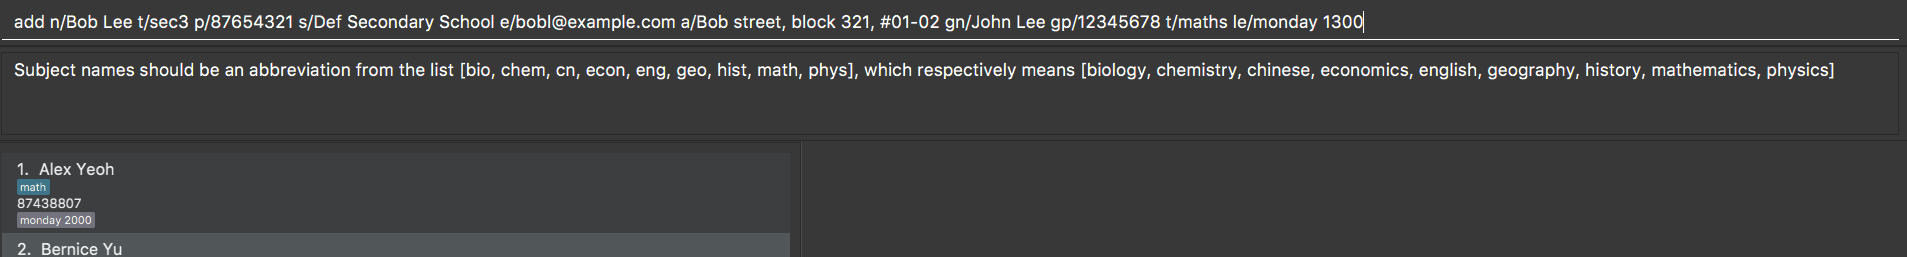 add n/Bob Lee t/sec3 p/87654321 s/Def Secondary School e/bobl@example.com a/Bob street, block 321, #01-02 gn/John Lee gp/12345678 t/maths le/monday 1300
Subject names should be an abbreviation from the list [bio, chem, cn, econ, eng, geo, hist, math, phys], which respectively means [biology, chemistry, chinese, economics, english, geography, history, mathematics, physics]
1. Alex Yeoh
math
87438807
monday 2000
2. Bernice Yu